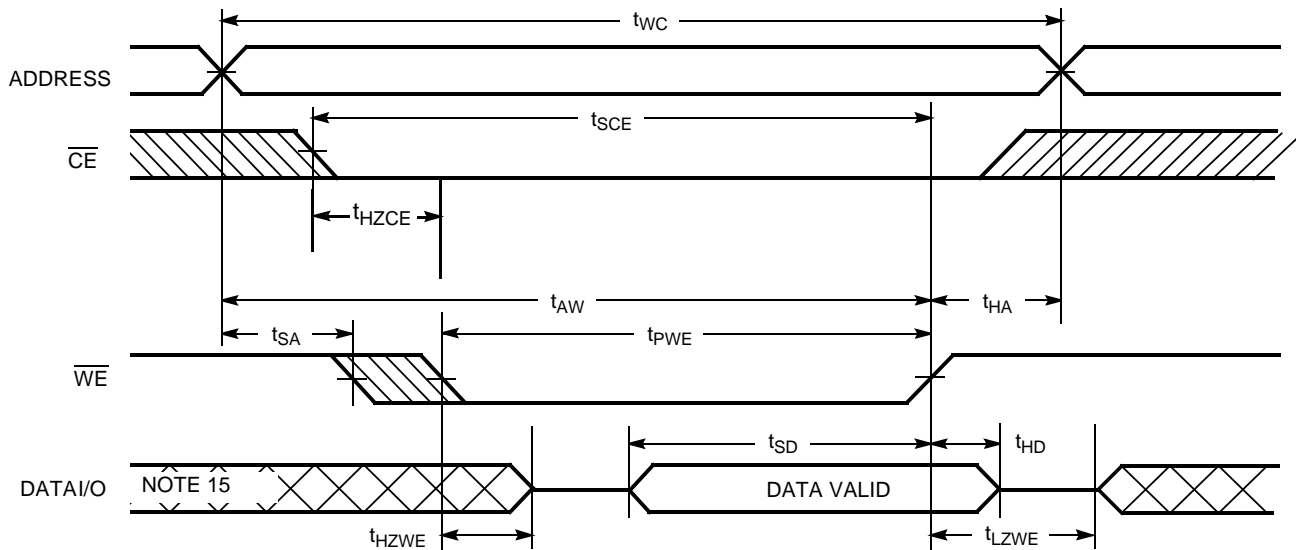 tWC
ADDRESS
tSCE
CE
tHZCE
tAW
tHA
tSA
tPWE
WE
tSD
tHD
DATAI/O
NOTE 15
DATA VALID
tHZWE
tLZWE